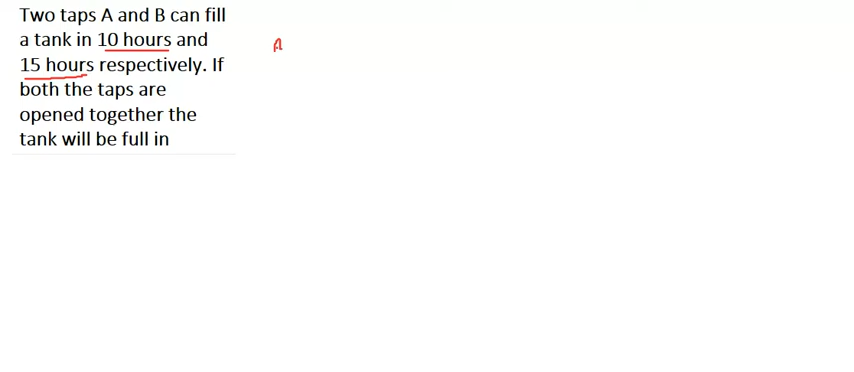 Two taps A and B can fill
a tank in 10 hours and
15 hours respectively. If
both the taps are
opened together the
tank will be full in
A